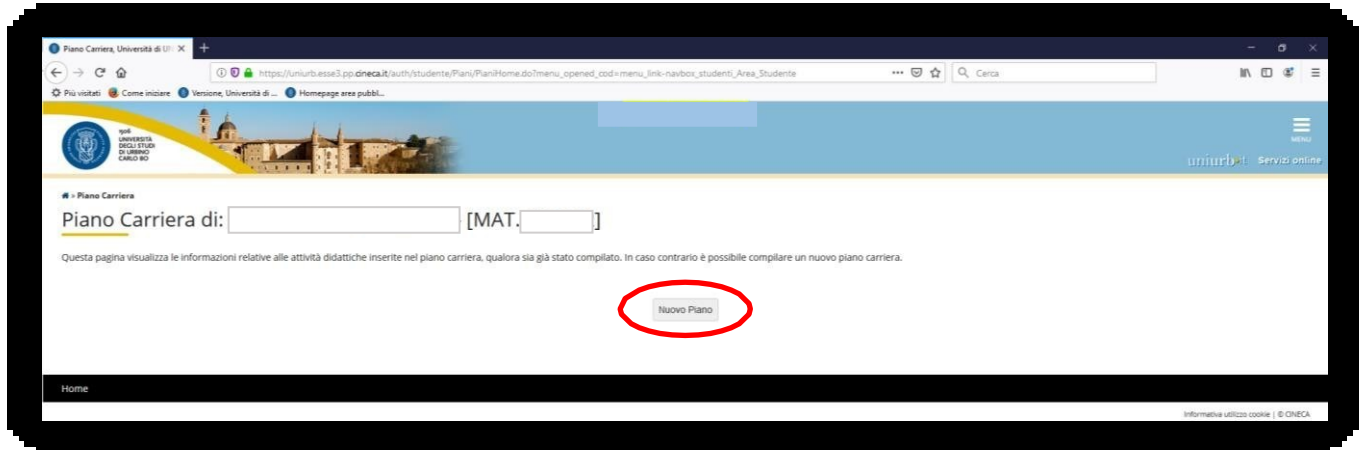 Piano Carriera, Università di U
https://uniurb.esse3.pp.cineca.it/auth/studente/Piani/PianiHome.do?menu_opened_cod=menu_link-navbox_studenti_Area_Studente
Cerca
Più visitati Come iniziare Versione, Università di ... Homepage area pubbl...
1506
UNIVERSITÀ
DEGLI STUDI
DI URBINO
CARLO BO
MENU
uniurb.it Servizi online
» Piano Carriera
Piano Carriera di: [MAT. ]
Questa pagina visualizza le informazioni relative alle attività didattiche inserite nel piano carriera, qualora sia già stato compilato. In caso contrario è possibile compilare un nuovo piano carriera.
Nuovo Piano
Home
Informativa utilizzo cookie | © CINECA